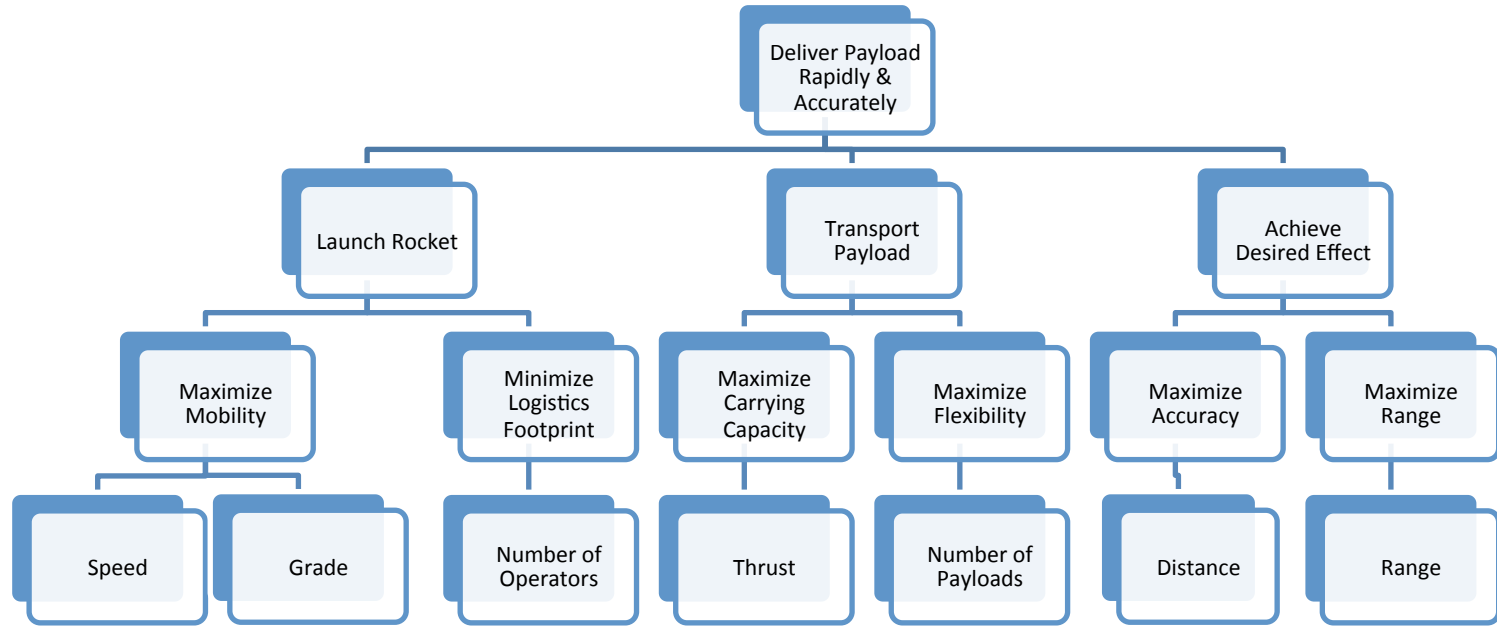 Deliver Payload
Rapidly &
Accurately
Launch Rocket
Transport
Payload
Achieve
Desired Effect
Maximize
Mobility
Minimize
Logistics
Footprint
Maximize
Carrying
Capacity
Maximize
Flexibility
Maximize
Accuracy
Maximize
Range
Speed
Grade
Number of
Operators
Thrust
Number of
Payloads
Distance
Range